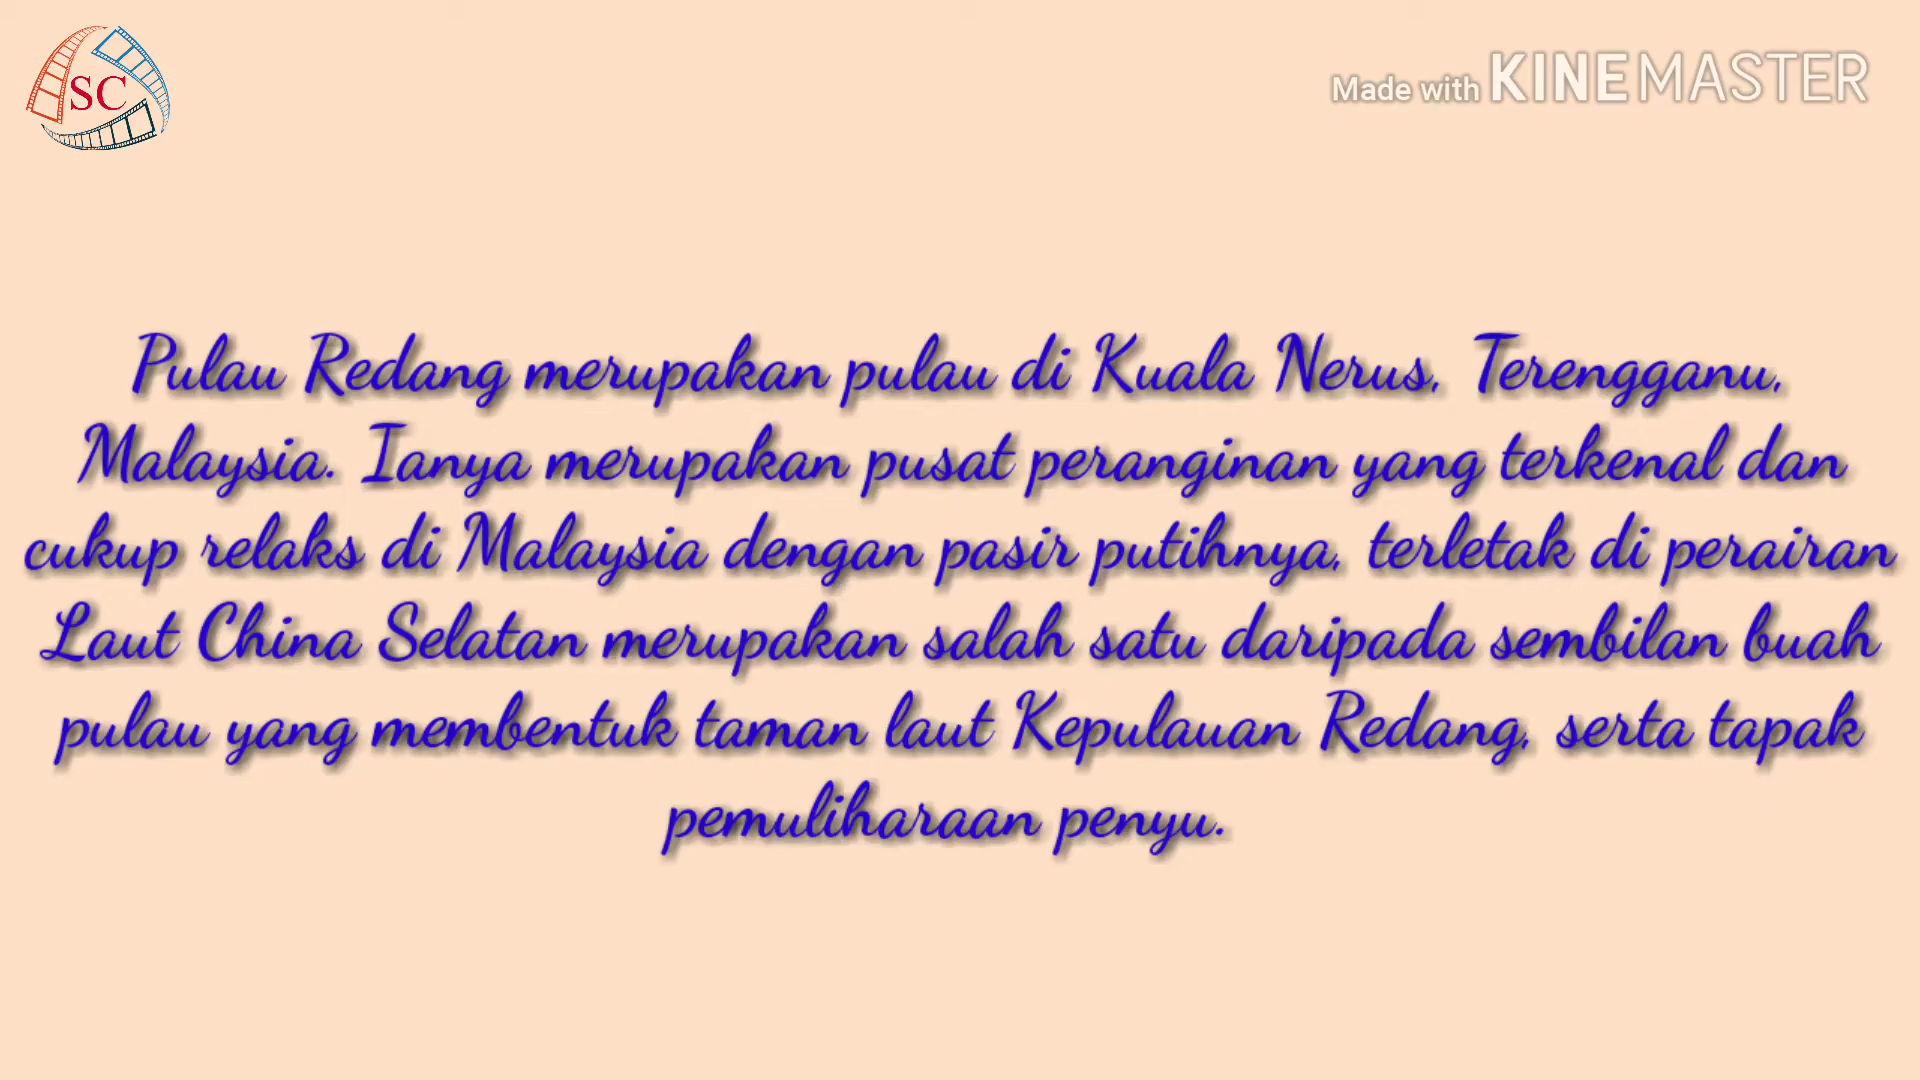 SC
Made with KINEMASTER
Pulau Redang merupakan pulau di Kuala Nerus, Terengganu,
Malaysia. Ianya merupakan pusat peranginan yang terkenal dan
cukup relaks di Malaysia dengan pasir putihnya, terletak di perairan
Laut China Selatan merupakan salah satu daripada sembilan buah
pulau yang membentuk taman laut Kepulauan Redang, serta tapak
pemuliharaan penyu.